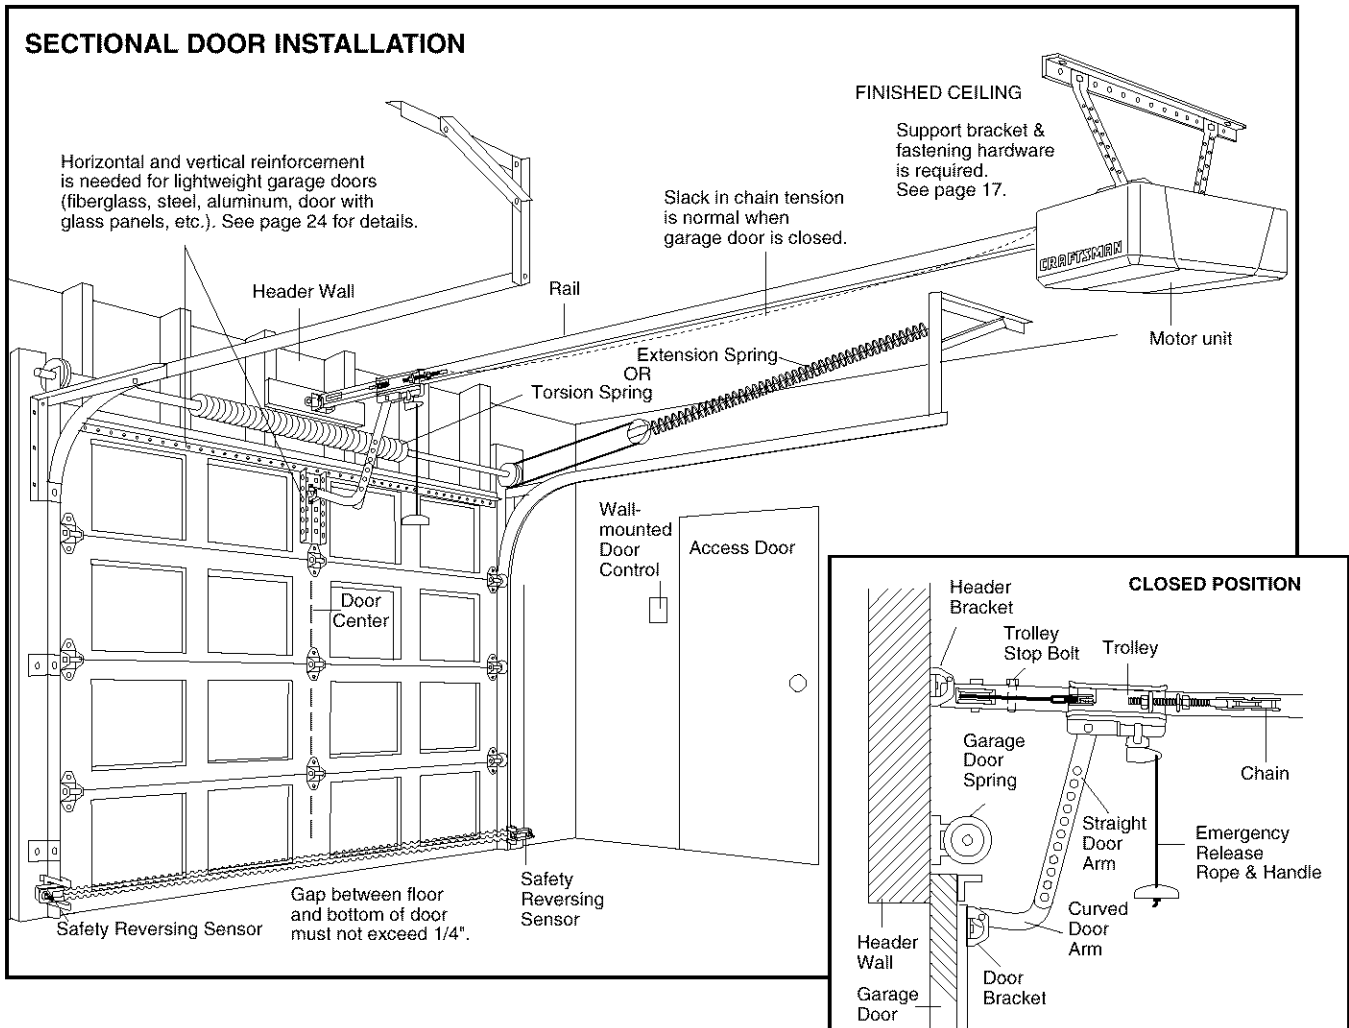 SECTIONAL DOOR INSTALLATION
FINISHED CEILING
Support bracket &
fastening hardware
is required.
See page 17.
Horizontal and vertical reinforcement
is needed for lightweight garage doors
(fiberglass, steel, aluminum, door with
glass panels, etc.). See page 24 for details.
Slack in chain tension
is normal when
garage door is closed.
CRAFTSMAN
Header Wall
Rail
Motor unit
Extension Spring
OR
Torsion Spring
Wall-
mounted
Door
Control
Access Door
Door
Center
Gap between floor
and bottom of door
must not exceed 1/4".
Safety
Reversing
Sensor
Safety Reversing Sensor
CLOSED POSITION
Header
Bracket
Trolley
Stop Bolt
Trolley
Garage
Door
Spring
Chain
Straight
Door
Arm
Emergency
Release
Rope & Handle
Curved
Door
Arm
Header
Wall
Door
Bracket
Garage
Door